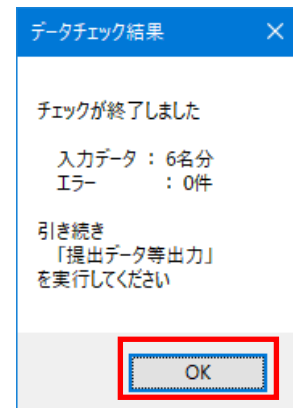 データチェック結果
チェックが終了しました
入力データ : 6名分
エラー : 0件
引き続き
「提出データ等出力」
を実行してください
OK